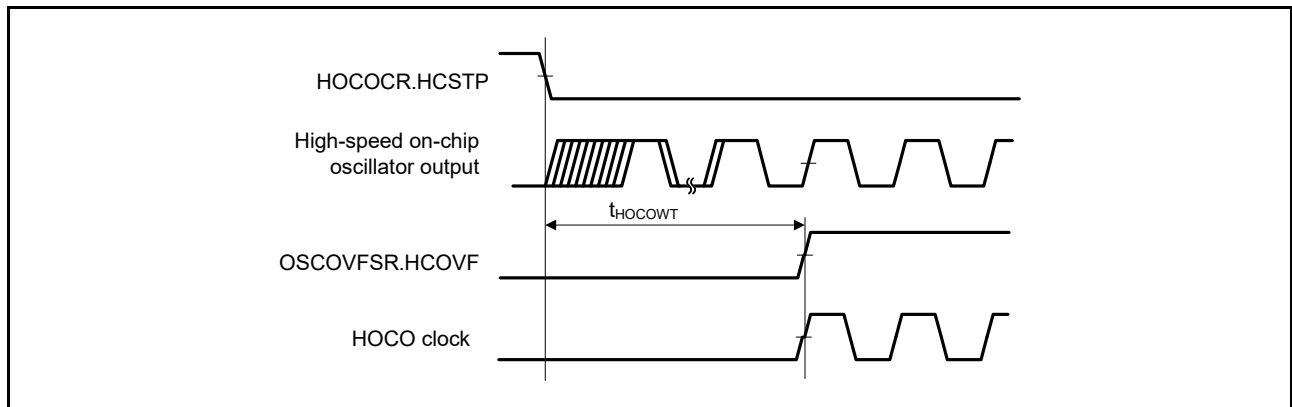 HOCOCR.HCSTP
High-speed on-chip
oscillator output
tHOCOWT
OSCOVFSR.HCOVF
HOCO clock